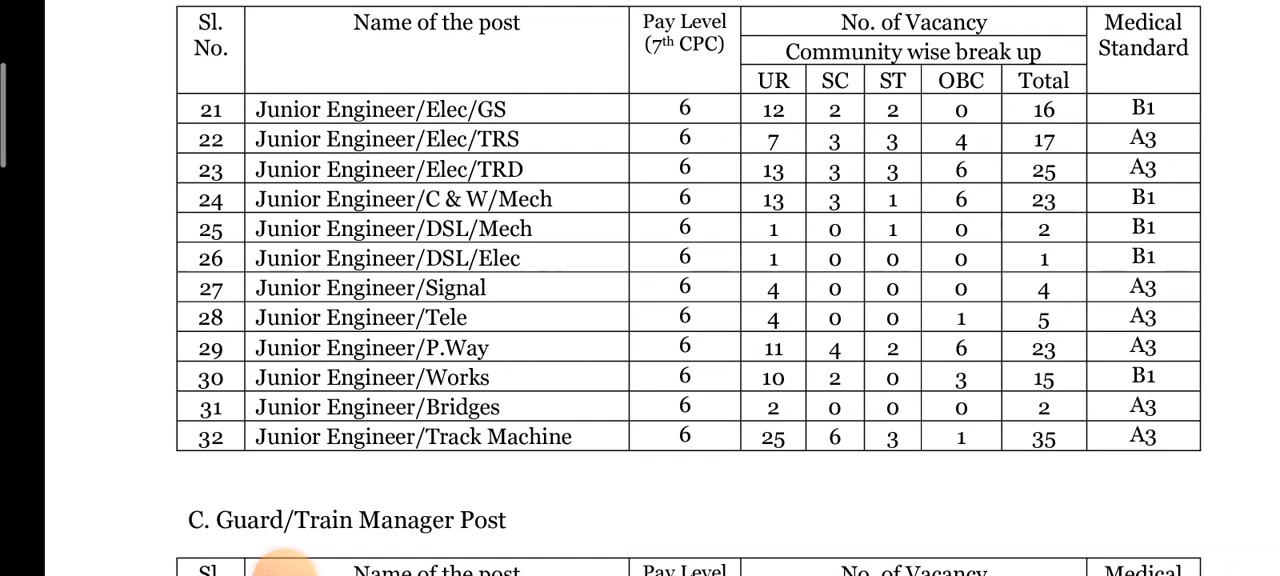 Sl. No. Name of the post Pay Level (7th CPC) No. of Vacancy Medical Standard
Community wise break up
UR SC ST OBC Total
21 Junior Engineer/Elec/GS 6 12 2 2 0 16 B1
22 Junior Engineer/Elec/TRS 6 7 3 3 4 17 A3
23 Junior Engineer/Elec/TRD 6 13 3 3 6 25 A3
24 Junior Engineer/C & W/Mech 6 13 3 1 6 23 B1
25 Junior Engineer/DSL/Mech 6 1 0 1 0 2 B1
26 Junior Engineer/DSL/Elec 6 1 0 0 0 1 B1
27 Junior Engineer/Signal 6 4 0 0 0 4 A3
28 Junior Engineer/Tele 6 4 0 0 1 5 A3
29 Junior Engineer/P.Way 6 11 4 2 6 23 A3
30 Junior Engineer/Works 6 10 2 0 3 15 B1
31 Junior Engineer/Bridges 6 2 0 0 0 2 A3
32 Junior Engineer/Track Machine 6 25 6 3 1 35 A3
C. Guard/Train Manager Post
Sl. Name of the post Pay Level No. of Vacancy Medical